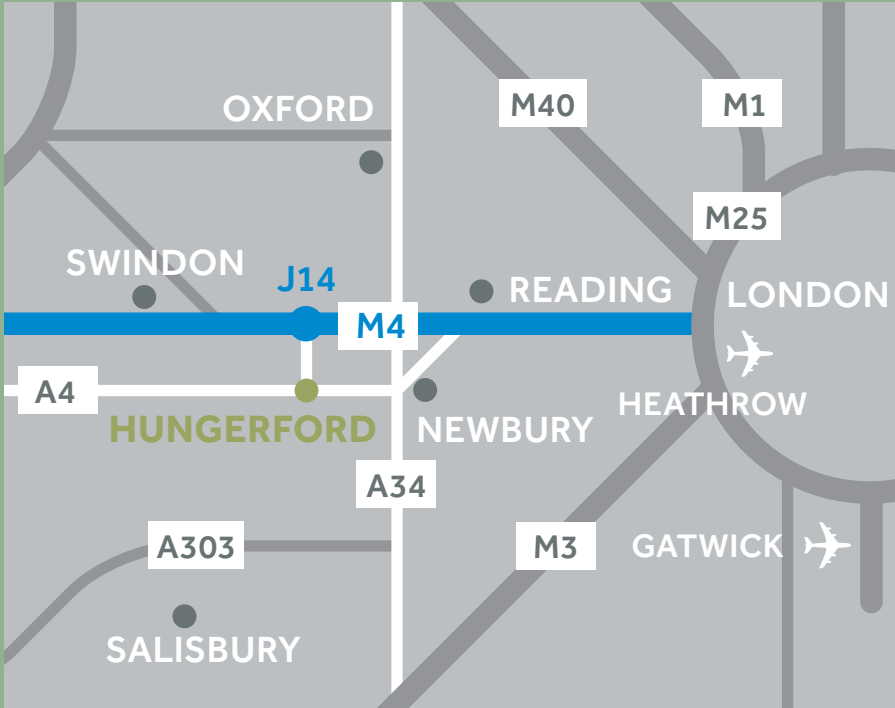 M40
M1
OXFORD
M25
SWINDON
J14
READING
LONDON
M4
A4
HEATHROW
HUNGERFORD
NEWBURY
A34
A303
M3
GATWICK
SALISBURY